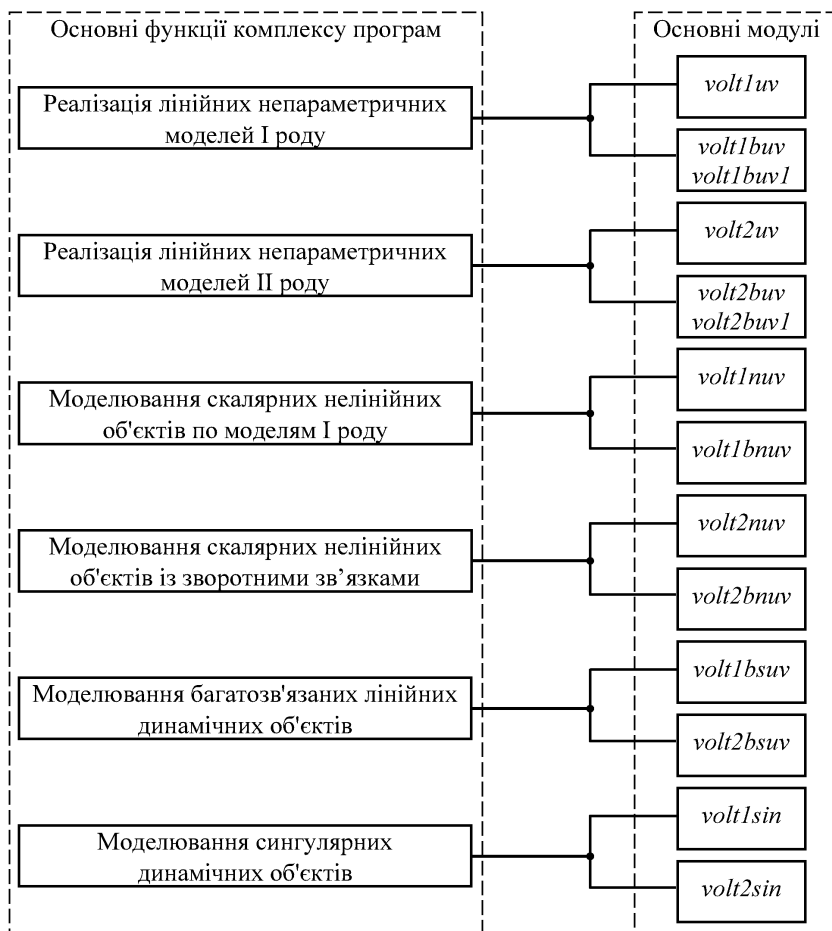 Основні функції комплексу програм
Основні модулі
Реалізація лінійних непараметричних
моделей І роду
volt1uv
volt1buv
volt1buv1
Реалізація лінійних непараметричних
моделей ІІ роду
volt2uv
volt2buv
volt2buv1
Моделювання скалярних нелінійних
об'єктів по моделям І роду
volt1nuv
volt1bnuv
Моделювання скалярних нелінійних
об'єктів із зворотними зв’язками
volt2nuv
volt2bnuv
Моделювання багатозв'язаних лінійних
динамічних об'єктів
volt1bsuv
volt2bsuv
Моделювання сингулярних
динамічних об'єктів
volt1sin
volt2sin